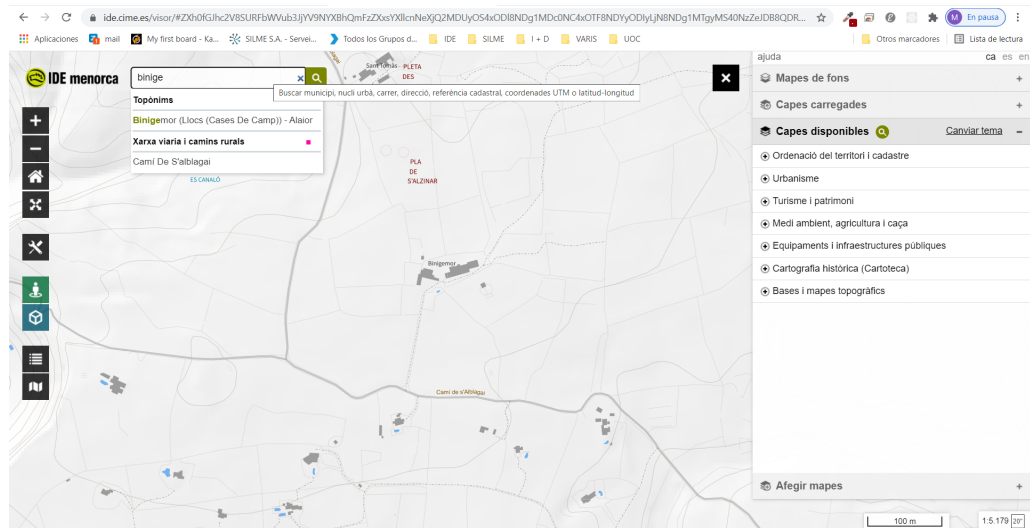 ide.cime.es/visor/#ZXh0fGJhc2V8SURFbWVub3JjYV9NYXBhQmFzZXxsYXllcnNeXjQ2MDUyOS4xODl8NDg1MDc0NC4xOTF8NDYyODIyLjN8NDg1MTgyMS40NzZeJDB8QDR...
En pausa
Aplicaciones mail My first board - Ka... SILME S.A. - Servei... Todos los Grupos d... IDE SILME I + D VARIS UOC Otros marcadores Lista de lectura
ajuda ca es en
IDE menorca
binige
Buscar municipi, nucli urbà, carrer, direcció, referència cadastral, coordenades UTM o latitud-longitud
Topònims
Binigemor (Llocs (Cases De Camp)) - Alaior
Xarxa viaria i camins rurals
Camí De S'alblagai
Sant Tomàs
PLETA
DES
ES CANALÓ
PLA
DE
S'ALZINAR
Binigemor
Camí de s'Alblagai
Mapes de fons
Capes carregades
Capes disponibles Canviar tema
Ordenació del territori i cadastre
Urbanisme
Turisme i patrimoni
Medi ambient, agricultura i caça
Equipaments i infraestructures públiques
Cartografia històrica (Cartoteca)
Bases i mapes topogràfics
Afegir mapes
100 m 1:5.179 20°